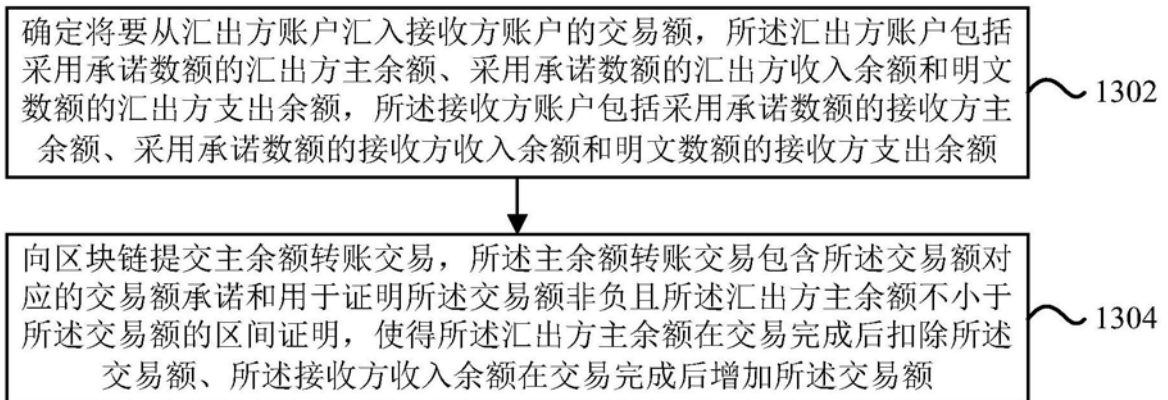 确定将要从汇出方账户汇入接收方账户的交易额，所述汇出方账户包括
采用承诺数额的汇出方主余额、采用承诺数额的汇出方收入余额和明文
数额的汇出方支出余额，所述接收方账户包括采用承诺数额的接收方主
余额、采用承诺数额的接收方收入余额和明文数额的接收方支出余额
1302
向区块链提交主余额转账交易，所述主余额转账交易包含所述交易额对
应的交易额承诺和用于证明所述交易额非负且所述汇出方主余额不小于
所述交易额的区间证明，使得所述汇出方主余额在交易完成后扣除所述
交易额、所述接收方收入余额在交易完成后增加所述交易额
1304